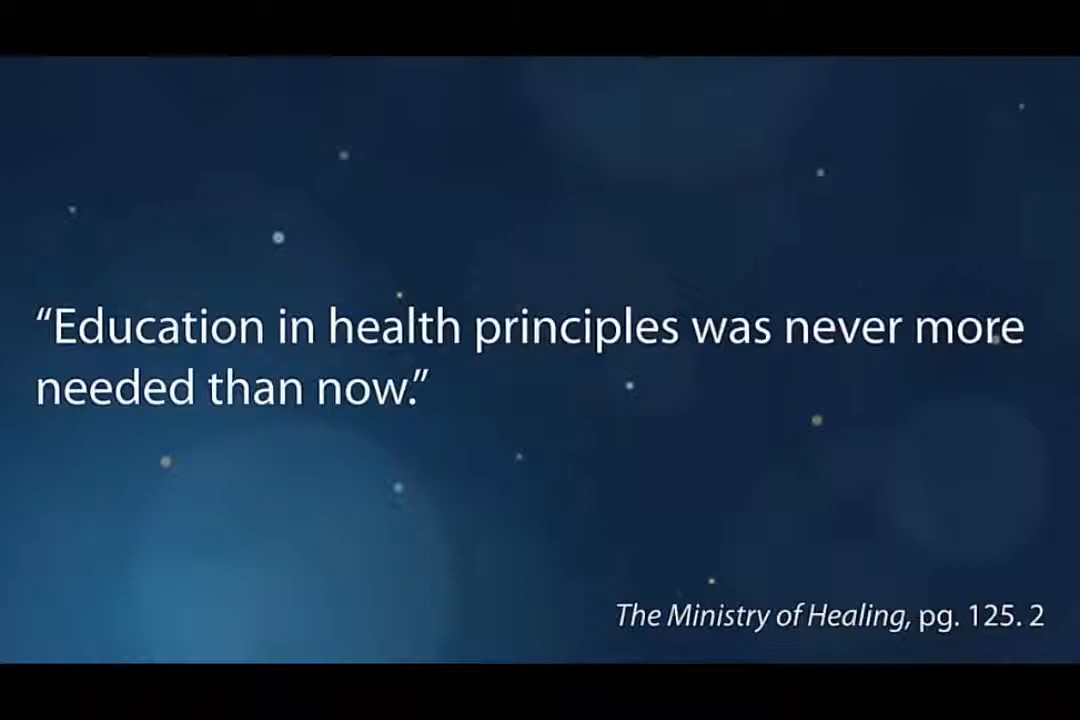 “Education in health principles was never more
needed than now.”
The Ministry of Healing, pg. 125. 2